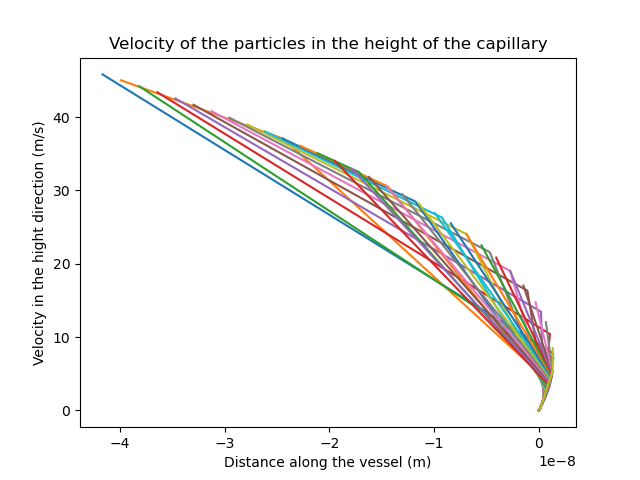 Velocity of the particles in the height of the capillary
Velocity in the hight direction (m/s)
40
30
20
10
0
−4
−3
−2
−1
0
1e−8
Distance along the vessel (m)